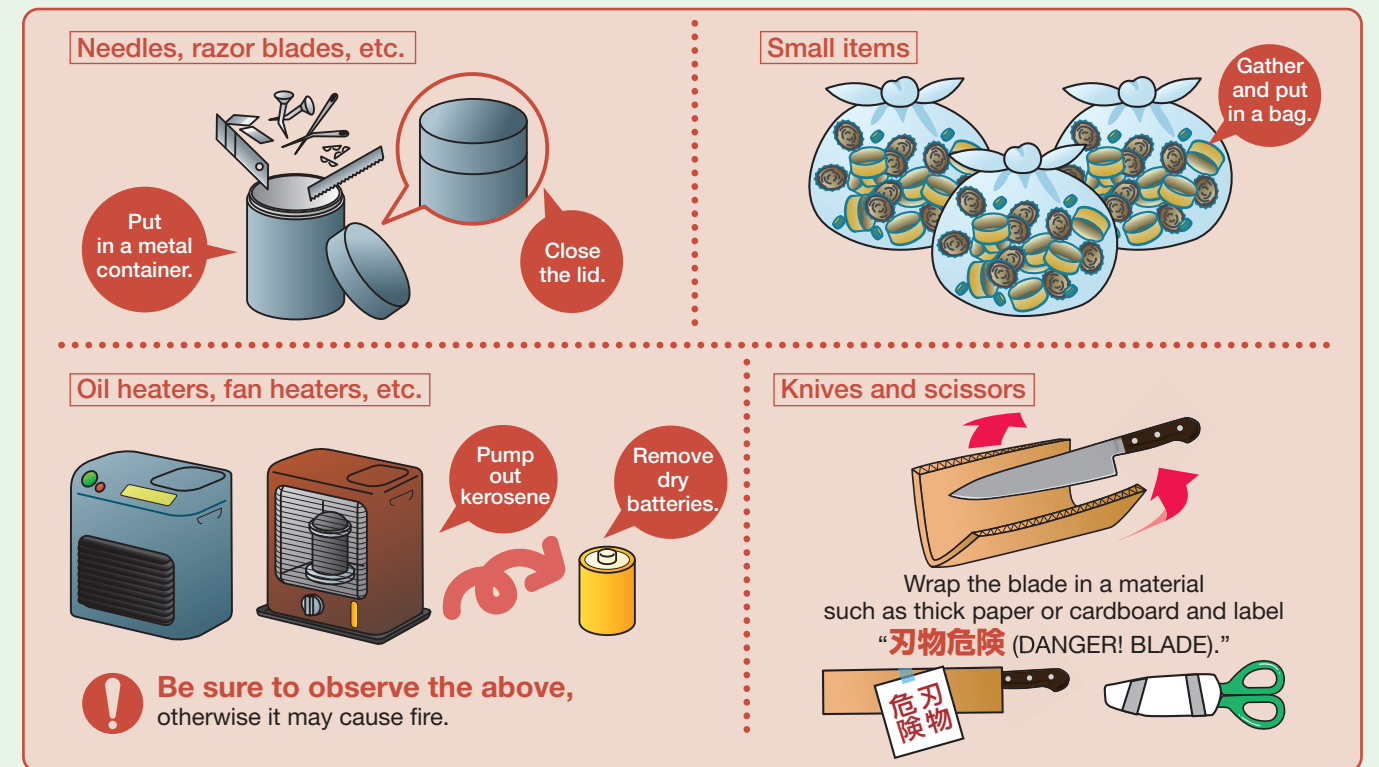 Needles, razor blades, etc.
Put
in a metal
container.
Close
the lid.
Small items
Gather
and put
in a bag.
Oil heaters, fan heaters, etc.
Pump
out
kerosene
Remove
dry
batteries.
Be sure to observe the above,
otherwise it may cause fire.
Knives and scissors
Wrap the blade in a material
such as thick paper or cardboard and label
“刃物危険 (DANGER! BLADE).”
刃物
危険